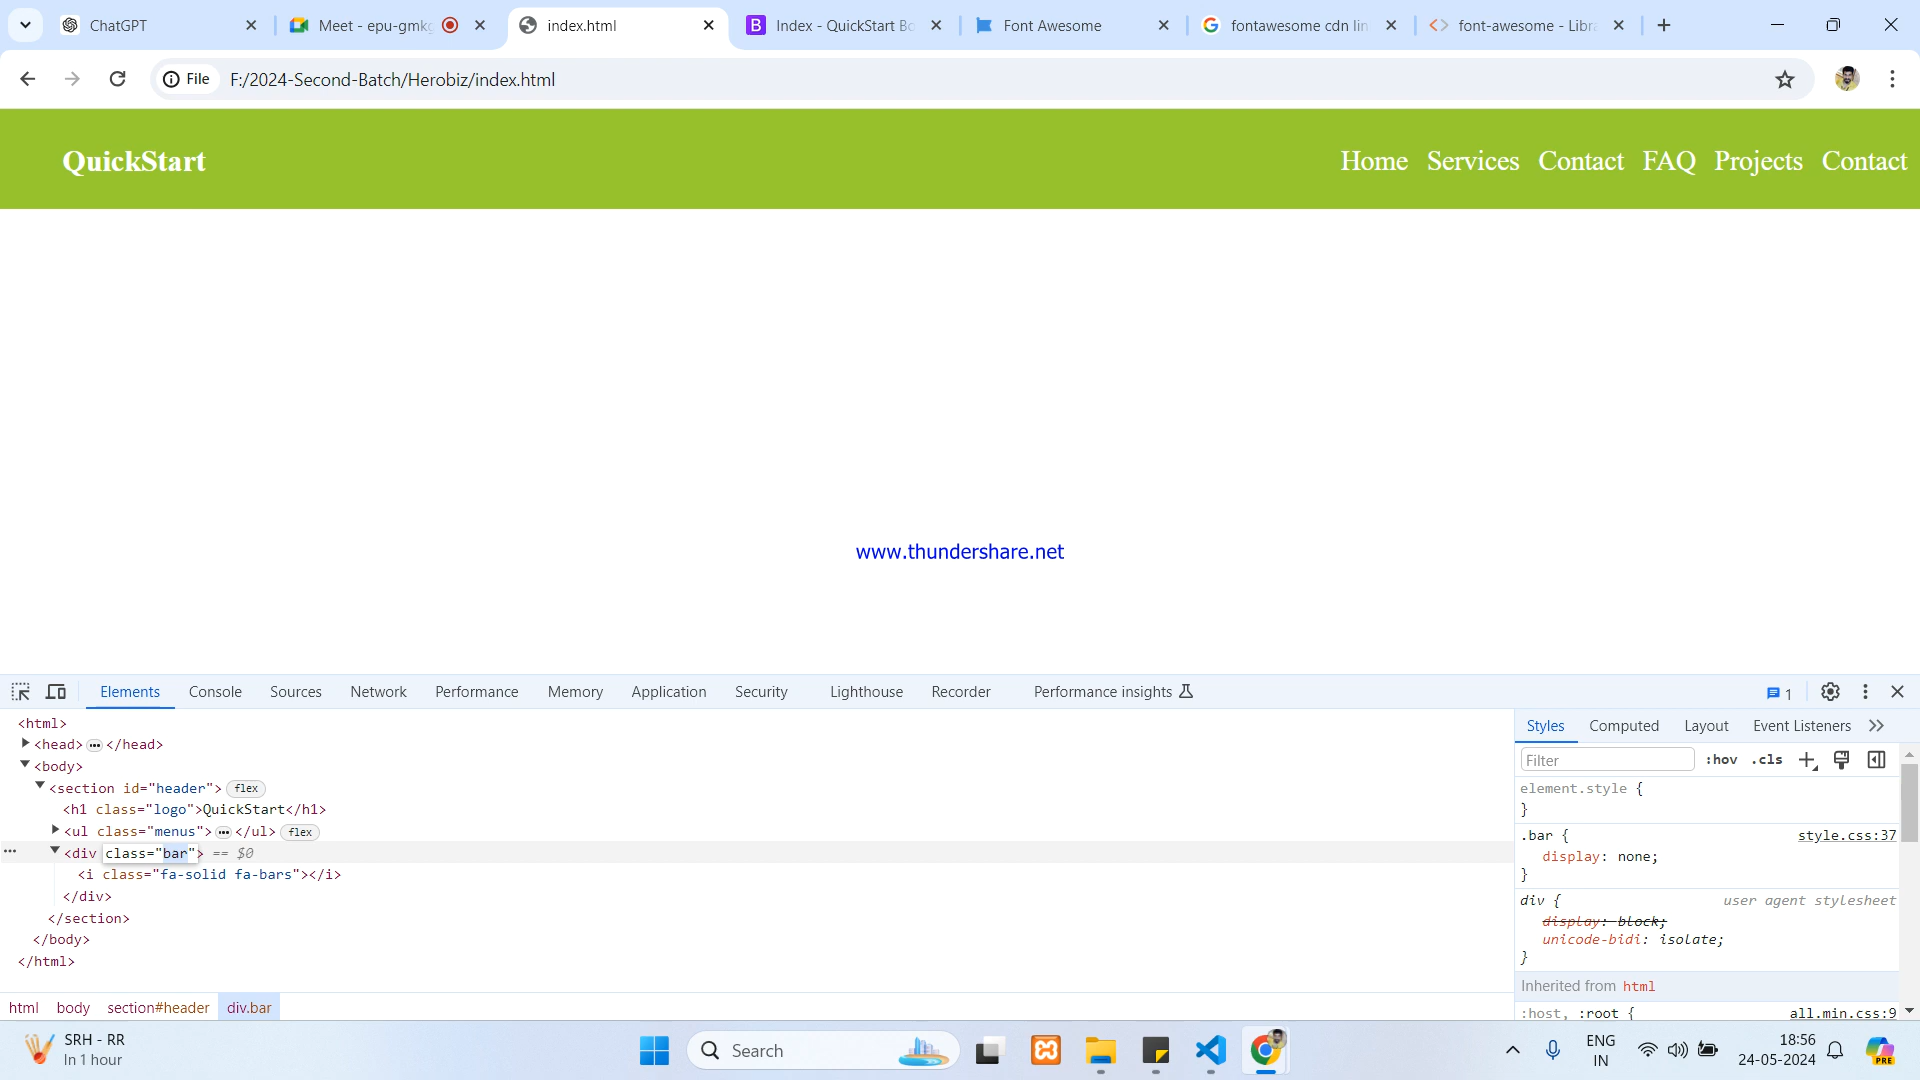 ChatGPT
Meet - epu-gmkg
index.html
Index - QuickStart Bo
Font Awesome
fontawesome cdn lin
font-awesome - Libra
File
F:/2024-Second-Batch/Herobiz/index.html
QuickStart
Home Services Contact FAQ Projects Contact
www.thundershare.net
Elements Console Sources Network Performance Memory Application Security Lighthouse Recorder Performance insights
1
<html>
<head> ••• </head>
<body>
<section id="header"> flex
<h1 class="logo">QuickStart</h1>
<ul class="menus"> ••• </ul> flex
••• <div class="bar"> == $0
<i class="fa-solid fa-bars"></i>
</div>
</section>
</body>
</html>
html body section#header div.bar
Styles Computed Layout Event Listeners
Filter
:hov .cls
element.style {
}
.bar { style.css:37
display: none;
}
div { user agent stylesheet
display: block;
unicode-bidi: isolate;
}
Inherited from html
:host, :root { all.min.css:9
SRH - RR
In 1 hour
Search
ENG
IN
18:56
24-05-2024
PRE